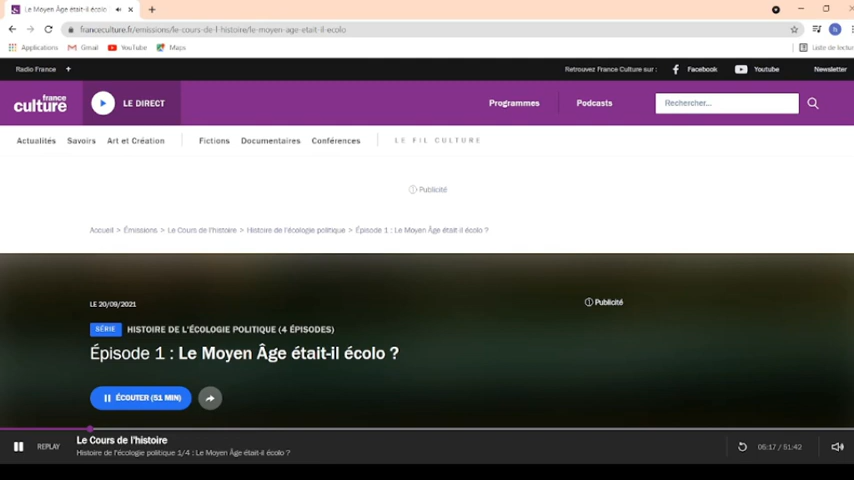 Le Moyen Âge était-il écolo
franceculture.fr/emissions/le-cours-de-l-histoire/le-moyen-age-etait-il-ecolo
h
Applications Gmail YouTube Maps Liste de lectur
Radio France + Retrouvez France Culture sur : Facebook Youtube Newsletter
france
culture LE DIRECT Programmes Podcasts Rechercher...
Actualités Savoirs Art et Création Fictions Documentaires Conférences LE FIL CULTURE
Publicité
Accueil > Émissions > Le Cours de l'histoire > Histoire de l'écologie politique > Épisode 1 : Le Moyen Âge était-il écolo ?
LE 20/09/2021
Publicité
SÉRIE HISTOIRE DE L'ÉCOLOGIE POLITIQUE (4 ÉPISODES)
Épisode 1 : Le Moyen Âge était-il écolo ?
ÉCOUTER (51 MIN)
REPLAY Le Cours de l'histoire
Histoire de l'écologie politique 1/4 : Le Moyen Âge était-il écolo ?
05:17 / 51:42